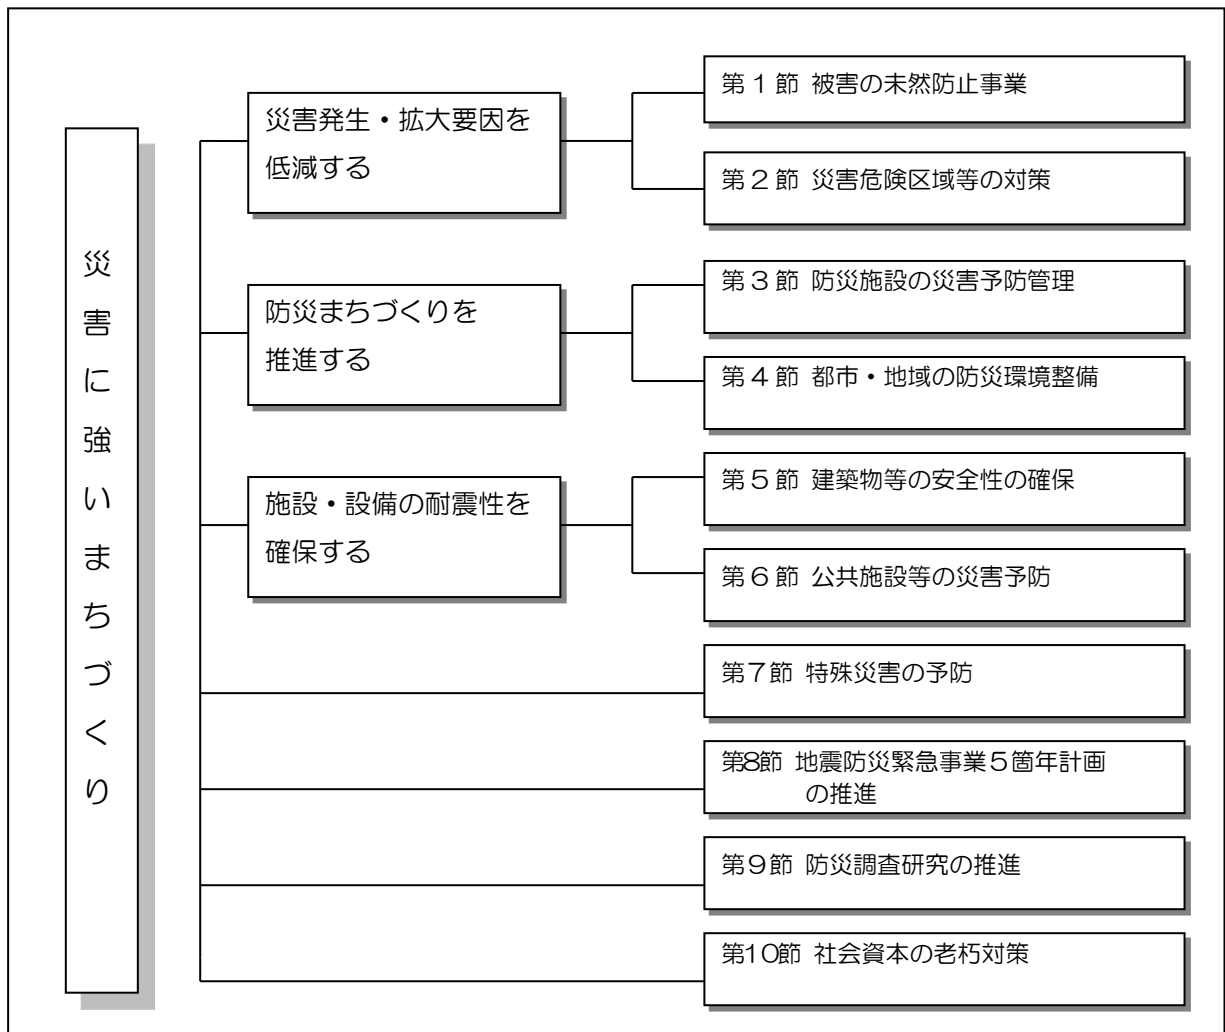 災害に強いまちづくり
災害発生・拡大要因を
低減する
第1節 被害の未然防止事業
第2節 災害危険区域等の対策
防災まちづくりを
推進する
第3節 防災施設の災害予防管理
第4節 都市・地域の防災環境整備
施設・設備の耐震性を
確保する
第5節 建築物等の安全性の確保
第6節 公共施設等の災害予防
第7節 特殊災害の予防
第8節 地震防災緊急事業5箇年計画
の推進
第9節 防災調査研究の推進
第10節 社会資本の老朽対策